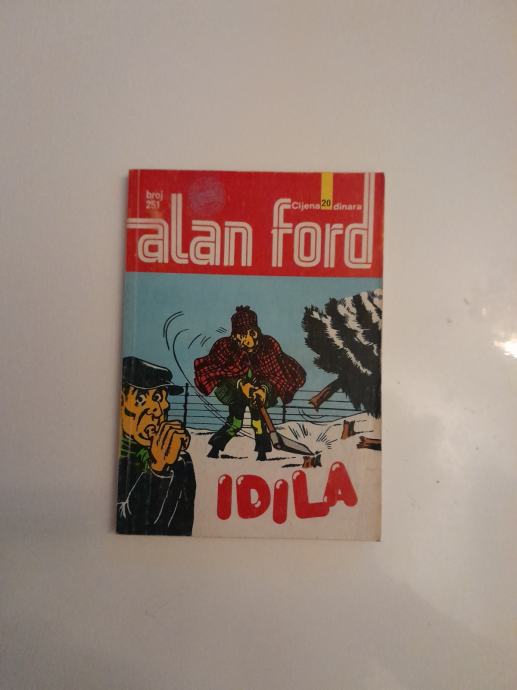 broj
251
Cijena 20 dinara
alan ford
IDILA